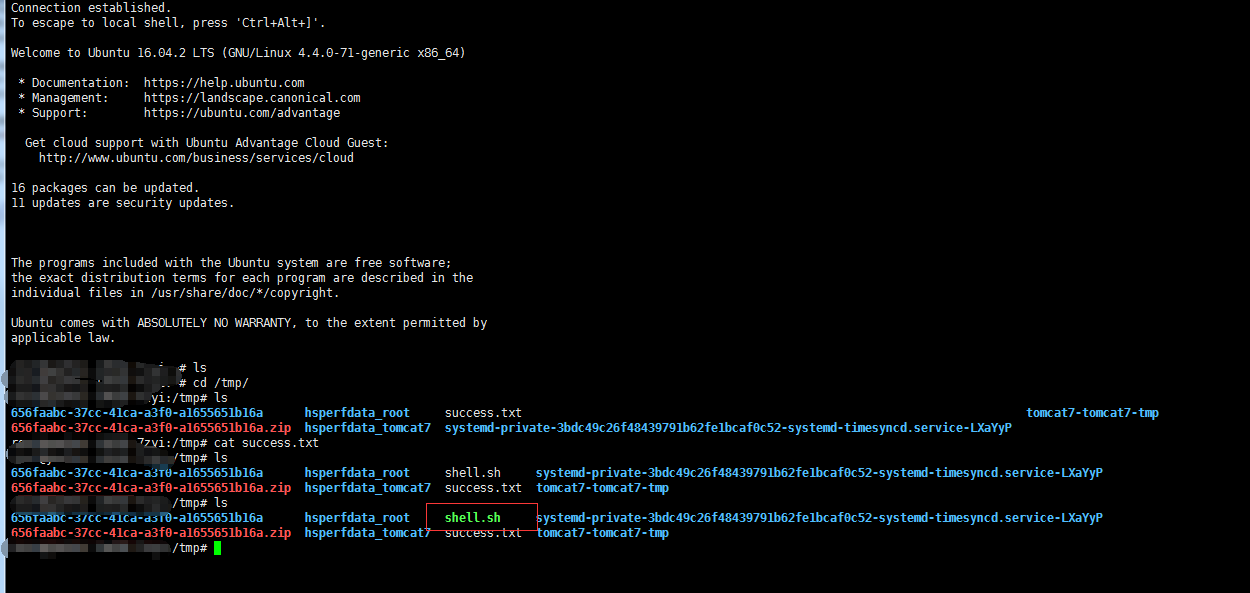 Connection established.
To escape to local shell, press 'Ctrl+Alt+]'.
Welcome to Ubuntu 16.04.2 LTS (GNU/Linux 4.4.0-71-generic x86_64)
* Documentation:  https://help.ubuntu.com
* Management:     https://landscape.canonical.com
* Support:        https://ubuntu.com/advantage
Get cloud support with Ubuntu Advantage Cloud Guest:
http://www.ubuntu.com/business/services/cloud
16 packages can be updated.
11 updates are security updates.
The programs included with the Ubuntu system are free software;
the exact distribution terms for each program are described in the
individual files in /usr/share/doc/*/copyright.
Ubuntu comes with ABSOLUTELY NO WARRANTY, to the extent permitted by
applicable law.
# ls
# cd /tmp/
yi:/tmp# ls
656faabc-37cc-41ca-a3f0-a1655651b16a      hsperfdata_root     success.txt     tomcat7-tomcat7-tmp
656faabc-37cc-41ca-a3f0-a1655651b16a.zip  hsperfdata_tomcat7  systemd-private-3bdc49c26f48439791b62fe1bcaf0c52-systemd-timesyncd.service-LXaYyP
7zyi:/tmp# cat success.txt
/tmp# ls
656faabc-37cc-41ca-a3f0-a1655651b16a      hsperfdata_root     shell.sh     systemd-private-3bdc49c26f48439791b62fe1bcaf0c52-systemd-timesyncd.service-LXaYyP
656faabc-37cc-41ca-a3f0-a1655651b16a.zip  hsperfdata_tomcat7  success.txt  tomcat7-tomcat7-tmp
/tmp# ls
656faabc-37cc-41ca-a3f0-a1655651b16a      hsperfdata_root     shell.sh     systemd-private-3bdc49c26f48439791b62fe1bcaf0c52-systemd-timesyncd.service-LXaYyP
656faabc-37cc-41ca-a3f0-a1655651b16a.zip  hsperfdata_tomcat7  success.txt  tomcat7-tomcat7-tmp
/tmp#